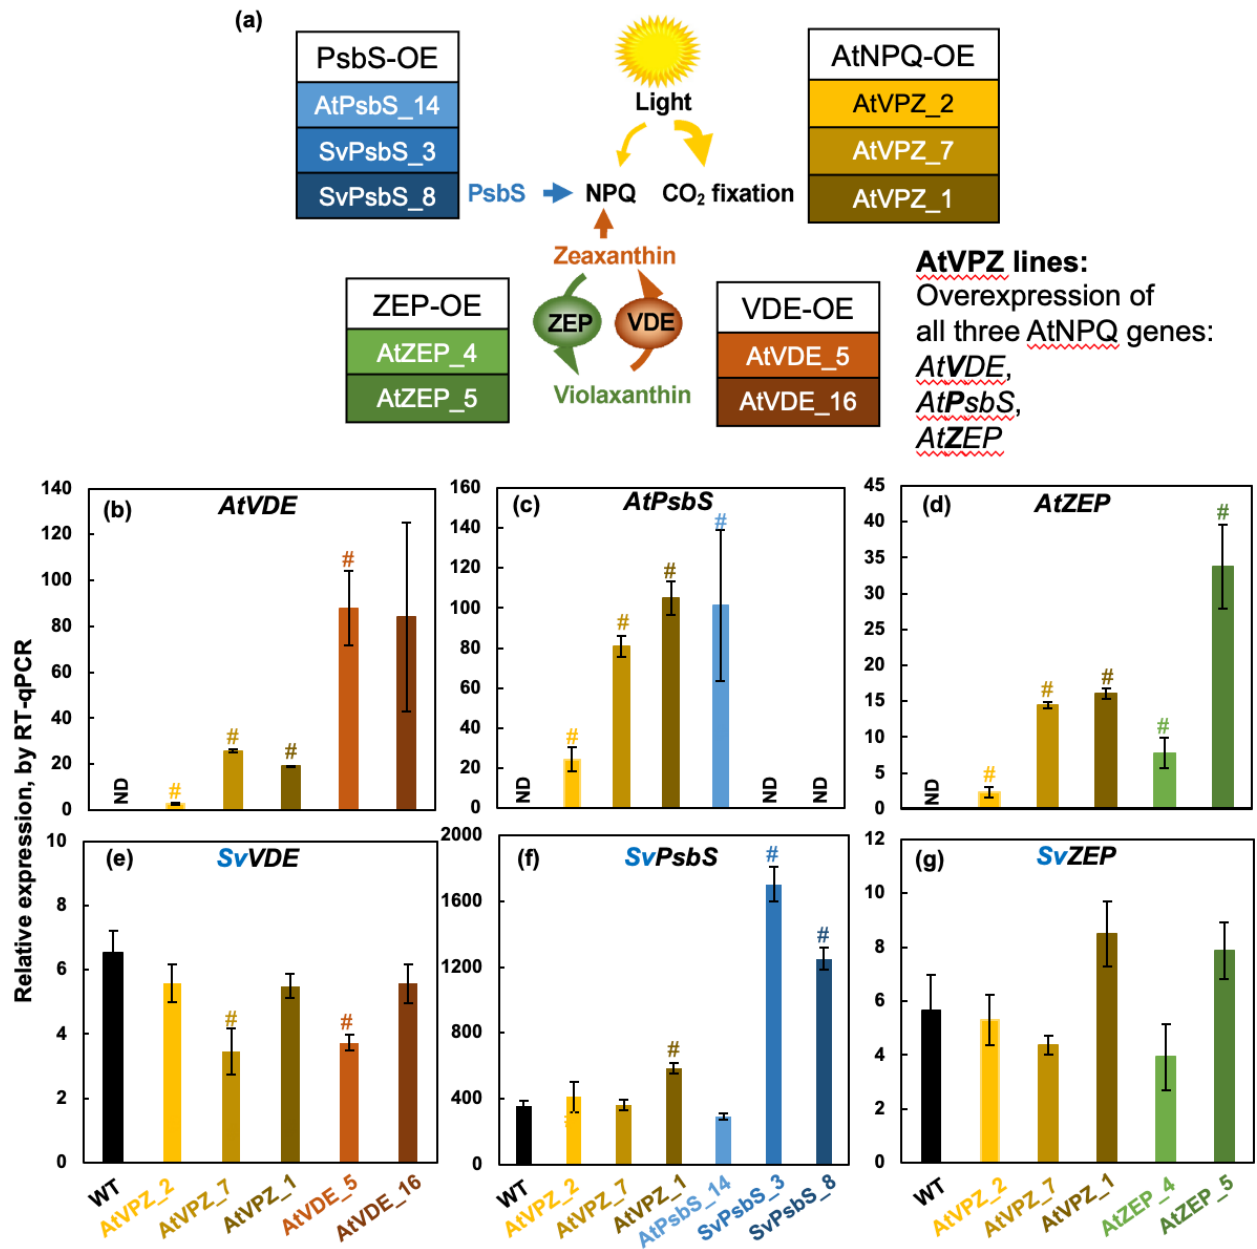 (a)
PsbS-OE
AtPsbS_14
SvPsbS_3
SvPsbS_8
Light
AtNPQ-OE
AtVPZ_2
AtVPZ_7
AtVPZ_1
PsbS
NPQ
CO₂ fixation
Zeaxanthin
ZEP
VDE
Violaxanthin
ZEP-OE
AtZEP_4
AtZEP_5
VDE-OE
AtVDE_5
AtVDE_16
AtVPZ lines:
Overexpression of
all three AtNPQ genes:
AtVDE,
AtPsbS,
AtZEP
Relative expression, by RT-qPCR
(b)
AtVDE
140
120
100
80
60
40
20
0
ND
#
#
#
#
(c)
AtPsbS
160
140
120
100
80
60
40
20
0
ND
#
#
#
#
ND
ND
(d)
AtZEP
45
40
35
30
25
20
15
10
5
0
ND
#
#
#
#
#
(e)
SvVDE
10
8
6
4
2
0
#
#
WT
AtVPZ_2
AtVPZ_7
AtVPZ_1
AtVDE_5
AtVDE_16
(f)
SvPsbS
2000
1600
1200
800
400
0
#
#
#
WT
AtVPZ_2
AtVPZ_7
AtVPZ_1
AtPsbS_14
SvPsbS_3
SvPsbS_8
(g)
SvZEP
12
10
8
6
4
2
0
WT
AtVPZ_2
AtVPZ_7
AtVPZ_1
AtZEP_4
AtZEP_5